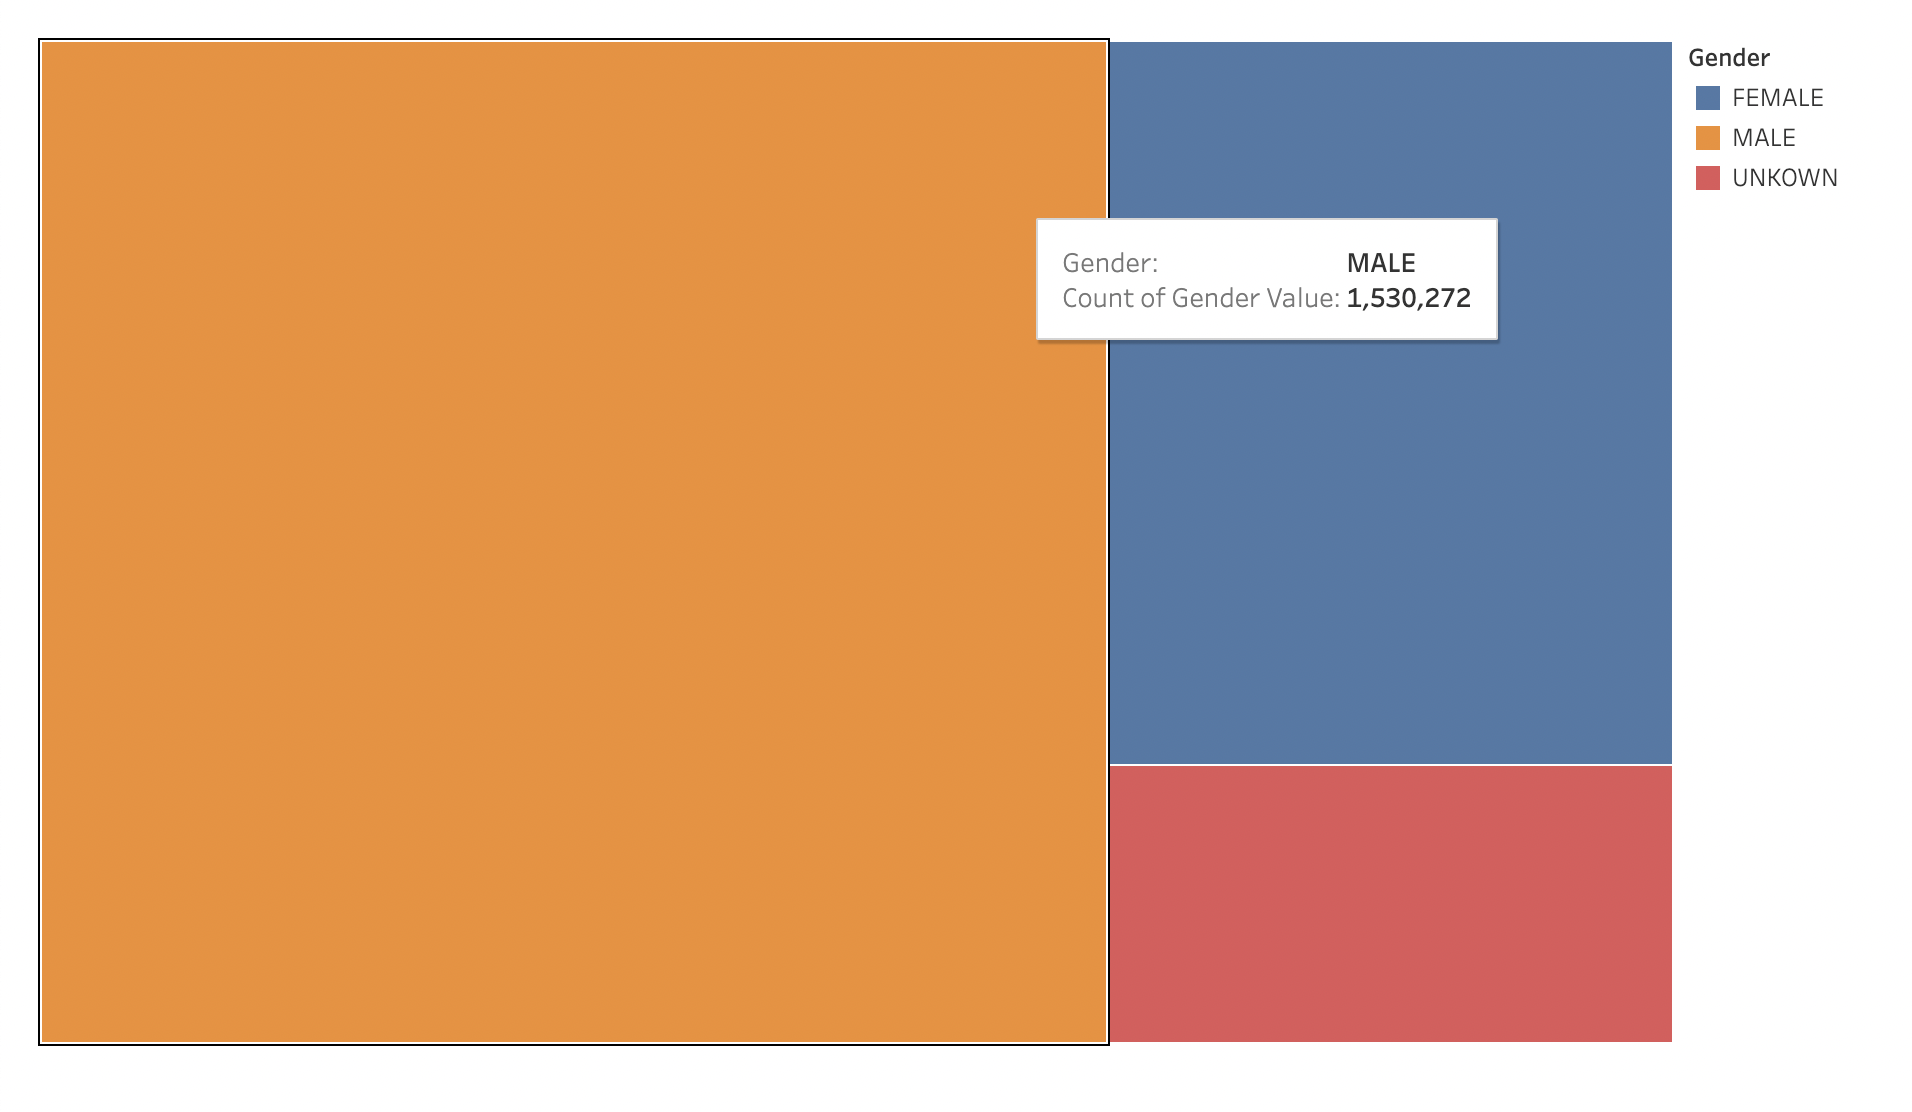 Gender
FEMALE
MALE
UNKOWN
Gender: MALE
Count of Gender Value: 1,530,272